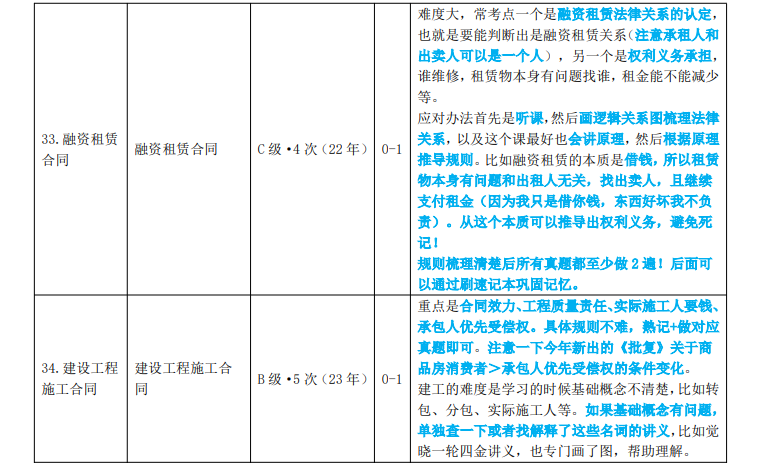 难度大，常考点一个是融资租赁法律关系的认定，
也就是要能判断出是融资租赁关系（注意承租人和
出卖人可以是一个人），另一个是权利义务承担，
谁维修，租赁物本身有问题找谁，租金能不能减少
等。
33.融资租赁
合同
融资租赁合同
C 级·4 次（22 年）
0-1
应对办法首先是听课，然后画逻辑关系图梳理法律
关系，以及这个课最好也会讲原理，然后根据原理
推导规则。比如融资租赁的本质是借钱，所以租赁
物本身有问题和出租人无关，找出卖人，且继续
支付租金（因为我只是借你钱，东西好坏我不负
责）。从这个本质可以推导出权利义务，避免死
记！
规则梳理清楚后所有真题都至少做 2 遍！后面可
以通过刷速记本巩固记忆。
34.建设工程
施工合同
建设工程施工合
同
B 级·5 次（23 年）
0-1
重点是合同效力、工程质量责任、实际施工人要钱、
承包人优先受偿权。具体规则不难，熟记+做对应
真题即可。注意一下今年新出的《批复》关于商
品房消费者＞承包人优先受偿权的条件变化。
建工的难度是学习的时候基础概念不清楚，比如转
包、分包、实际施工人等。如果基础概念有问题，
单独查一下或者找解释了这些名词的讲义，比如觉
晓一轮四金讲义，也专门画了图，帮助理解。